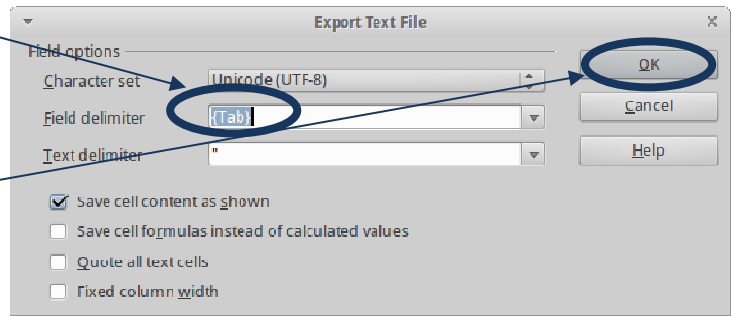 Export Text File
Field options
Character set
Unicode (UTF-8)
OK
Field delimiter
{Tab}
Cancel
Text delimiter
"
Help
Save cell content as shown
Save cell formulas instead of calculated values
Quote all text cells
Fixed column width